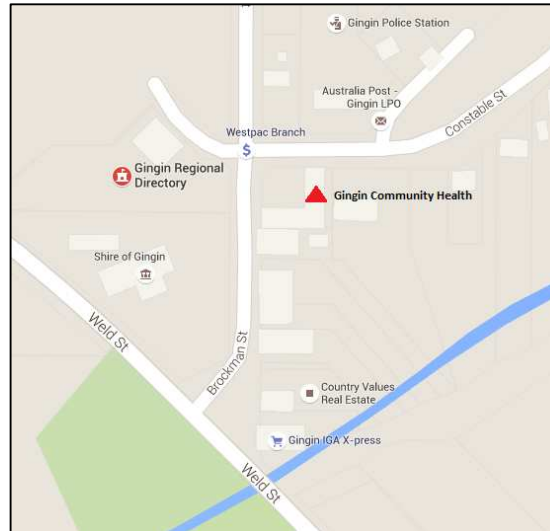 Gingin Police Station
Australia Post -
Gingin LPO
Constable St
Westpac Branch
$
Gingin Regional
Directory
Gingin Community Health
Shire of Gingin
Weld St
Brockman St
Country Values
Real Estate
Gingin IGA X-press
Weld St